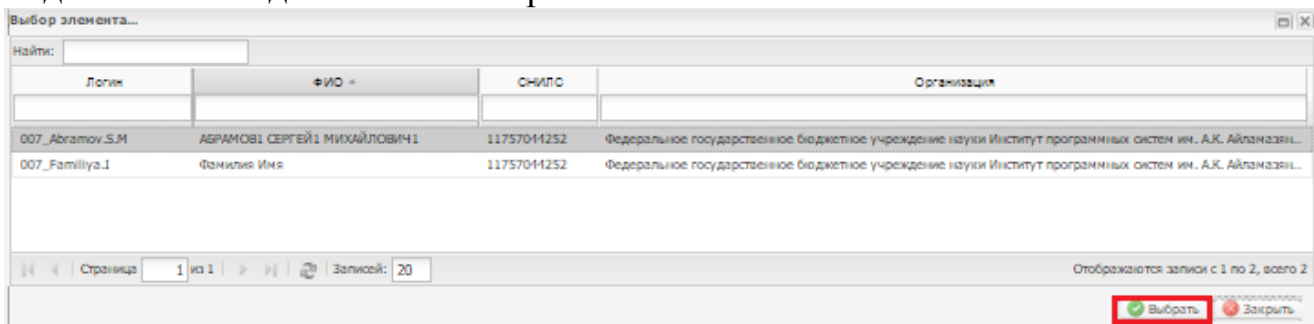 Выбор элемента...
Найти:
Логин ФИО СНИЛС Организация
007_Abramov.S.M АБРАМОВ1 СЕРГЕЙ1 МИХАЙЛОВИЧ1 11757044252 Федеральное государственное бюджетное учреждение науки Институт программных систем им. А.К. Айламазян...
007_Familiya.I Фамилия Имя 11757044252 Федеральное государственное бюджетное учреждение науки Институт программных систем им. А.К. Айламазян...
Страница 1 из 1 Записей: 20 Отображаются записи с 1 по 2, всего 2
Выбрать Закрыть